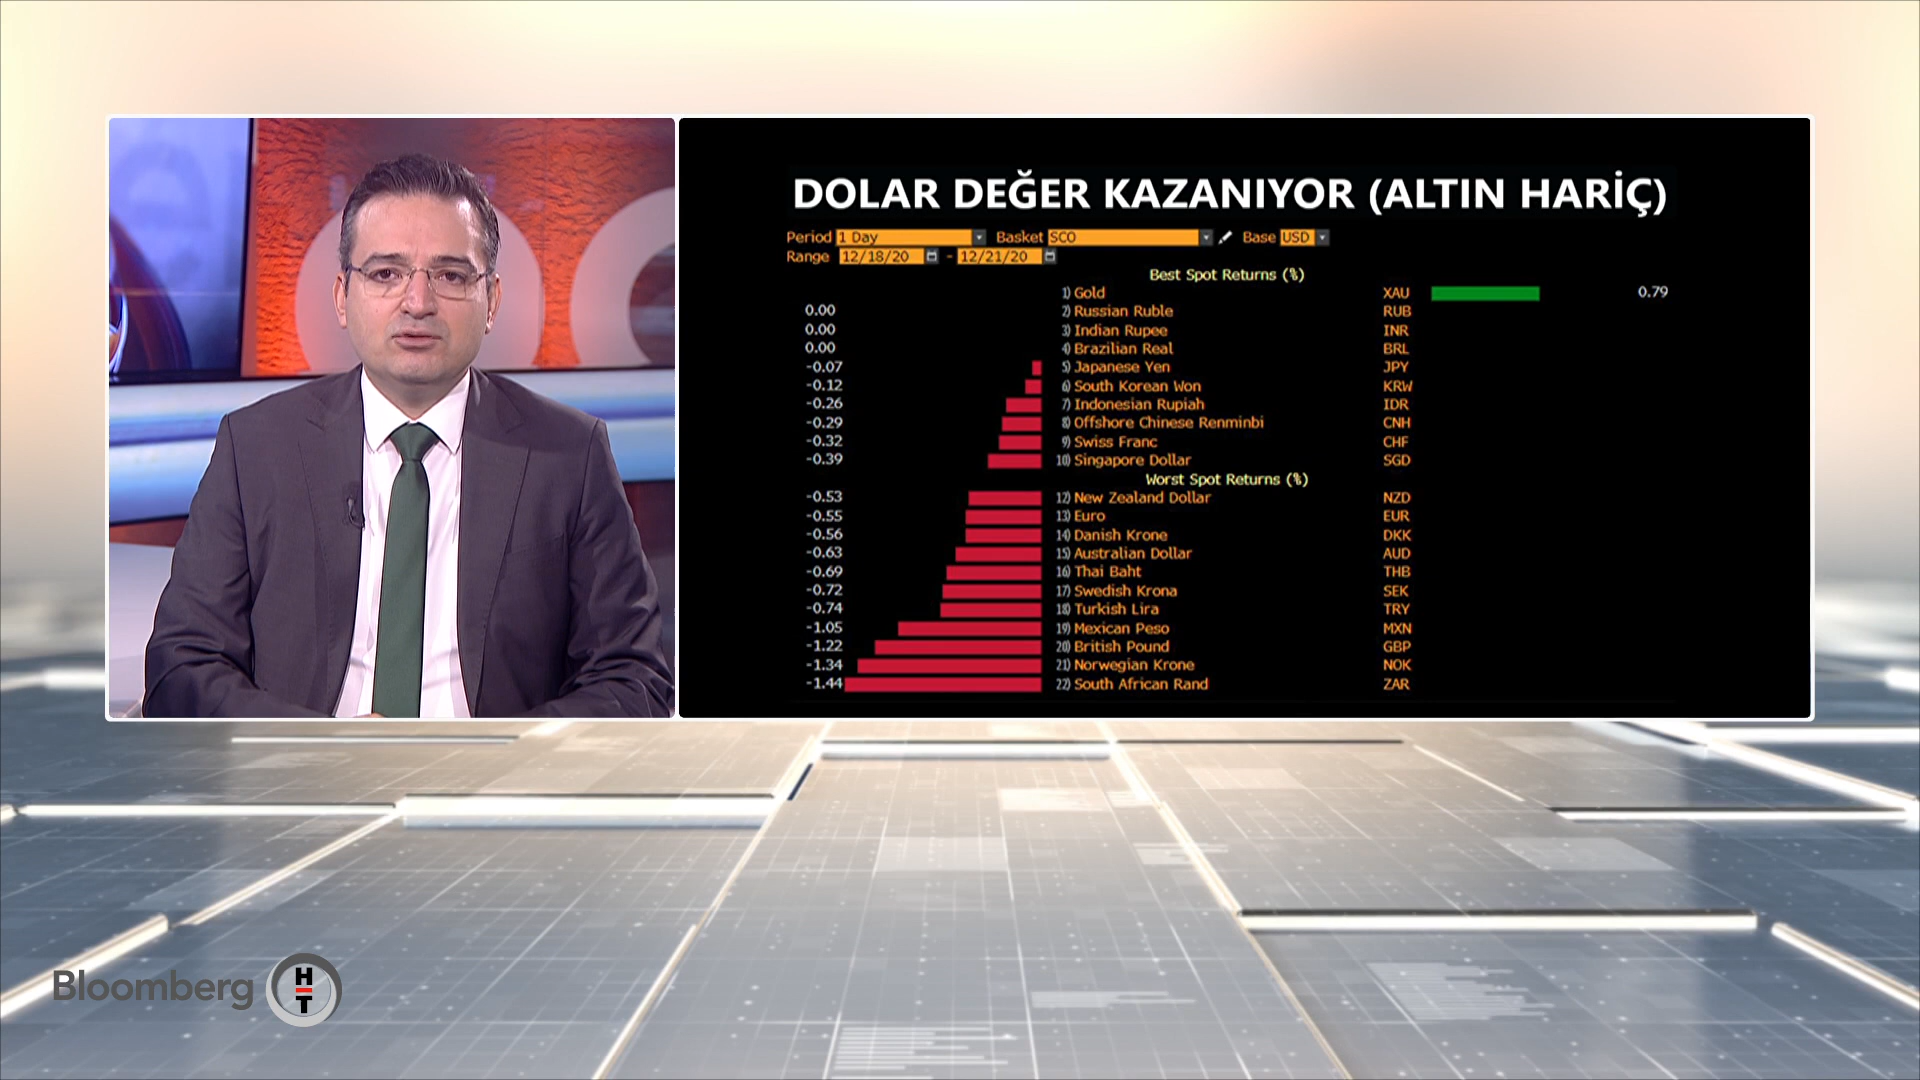 DOLAR DEĞER KAZANIYOR (ALTIN HARİÇ)
Period 1 Day Basket SCO Base USD
Range 12/18/20 - 12/21/20
Best Spot Returns (%)
1) Gold XAU 0.79
0.00 2) Russian Ruble RUB
0.00 3) Indian Rupee INR
0.00 4) Brazilian Real BRL
-0.07 5) Japanese Yen JPY
-0.12 6) South Korean Won KRW
-0.26 7) Indonesian Rupiah IDR
-0.29 8) Offshore Chinese Renminbi CNH
-0.32 9) Swiss Franc CHF
-0.39 10) Singapore Dollar SGD
Worst Spot Returns (%)
-0.53 12) New Zealand Dollar NZD
-0.55 13) Euro EUR
-0.56 14) Danish Krone DKK
-0.63 15) Australian Dollar AUD
-0.69 16) Thai Baht THB
-0.72 17) Swedish Krona SEK
-0.74 18) Turkish Lira TRY
-1.05 19) Mexican Peso MXN
-1.22 20) British Pound GBP
-1.34 21) Norwegian Krone NOK
-1.44 22) South African Rand ZAR
Bloomberg HT